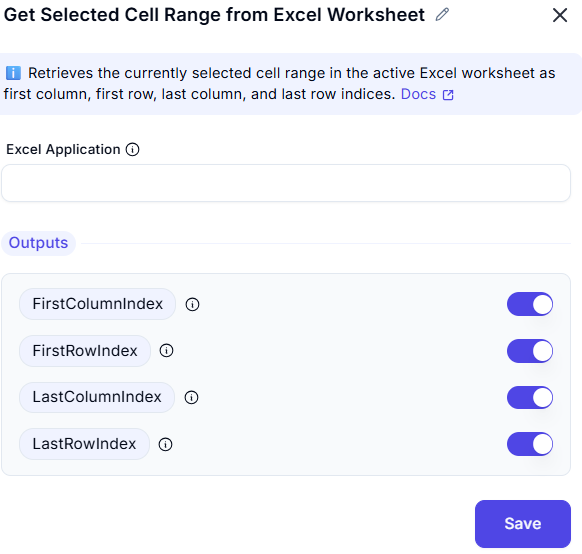 Get Selected Cell Range from Excel Worksheet
Retrieves the currently selected cell range in the active Excel worksheet as
first column, first row, last column, and last row indices. Docs
Excel Application
Outputs
FirstColumnIndex
FirstRowIndex
LastColumnIndex
LastRowIndex
Save